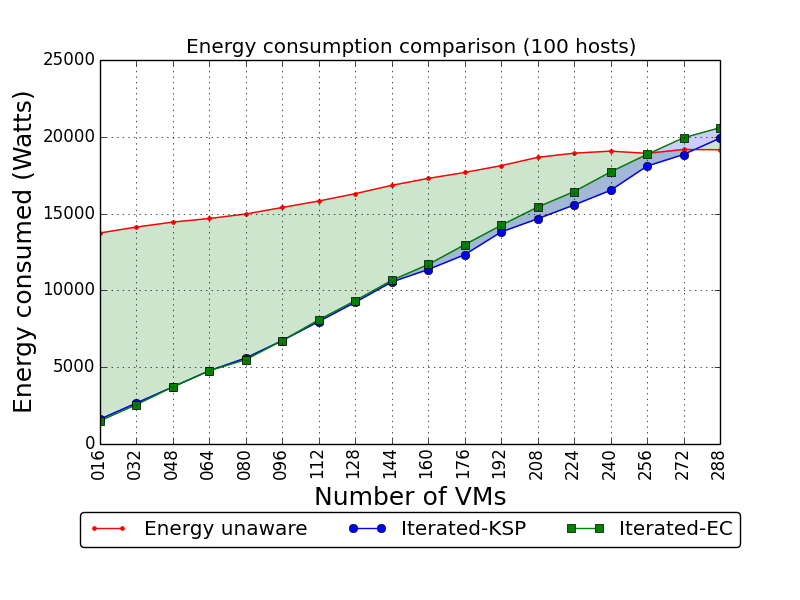 Energy consumption comparison (100 hosts)
Energy consumed (Watts)
25000
20000
15000
10000
5000
0
016 032 048 064 080 096 112 128 144 160 176 192 208 224 240 256 272 288
Number of VMs
Energy unaware Iterated-KSP Iterated-EC